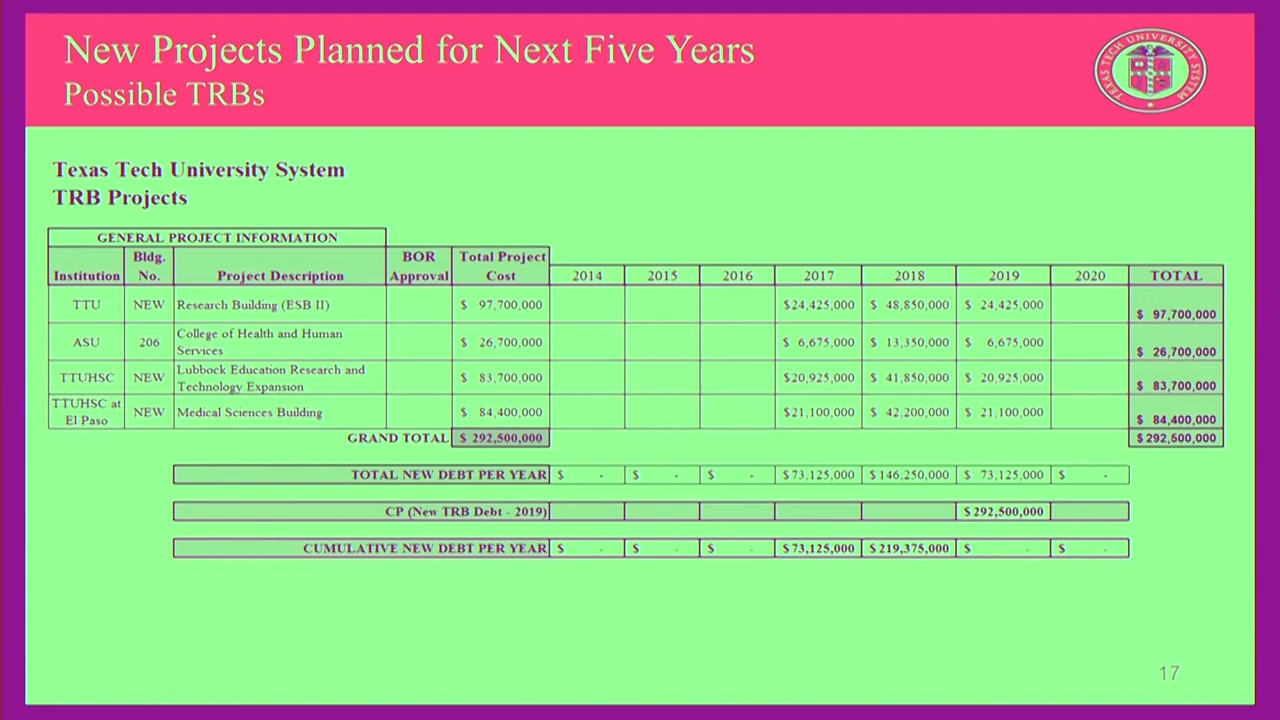 New Projects Planned for Next Five Years
Possible TRBs
TEXAS TECH UNIVERSITY SYSTEM
Texas Tech University System
TRB Projects
GENERAL PROJECT INFORMATION
Institution Bldg. No. Project Description BOR Approval Total Project Cost 2014 2015 2016 2017 2018 2019 2020 TOTAL
TTU NEW Research Building (ESB II) $ 97,700,000 $24,425,000 $ 48,850,000 $ 24,425,000 $ 97,700,000
ASU 206 College of Health and Human Services $ 26,700,000 $ 6,675,000 $ 13,350,000 $ 6,675,000 $ 26,700,000
TTUHSC NEW Lubbock Education Research and Technology Expansion $ 83,700,000 $20,925,000 $ 41,850,000 $ 20,925,000 $ 83,700,000
TTUHSC at El Paso NEW Medical Sciences Building $ 84,400,000 $21,100,000 $ 42,200,000 $ 21,100,000 $ 84,400,000
GRAND TOTAL $ 292,500,000 $292,500,000
TOTAL NEW DEBT PER YEAR $ - $ - $ - $73,125,000 $146,250,000 $ 73,125,000 $ -
CP (New TRB Debt - 2019) $292,500,000
CUMULATIVE NEW DEBT PER YEAR $ - $ - $ - $73,125,000 $219,375,000 $ - $ -
17